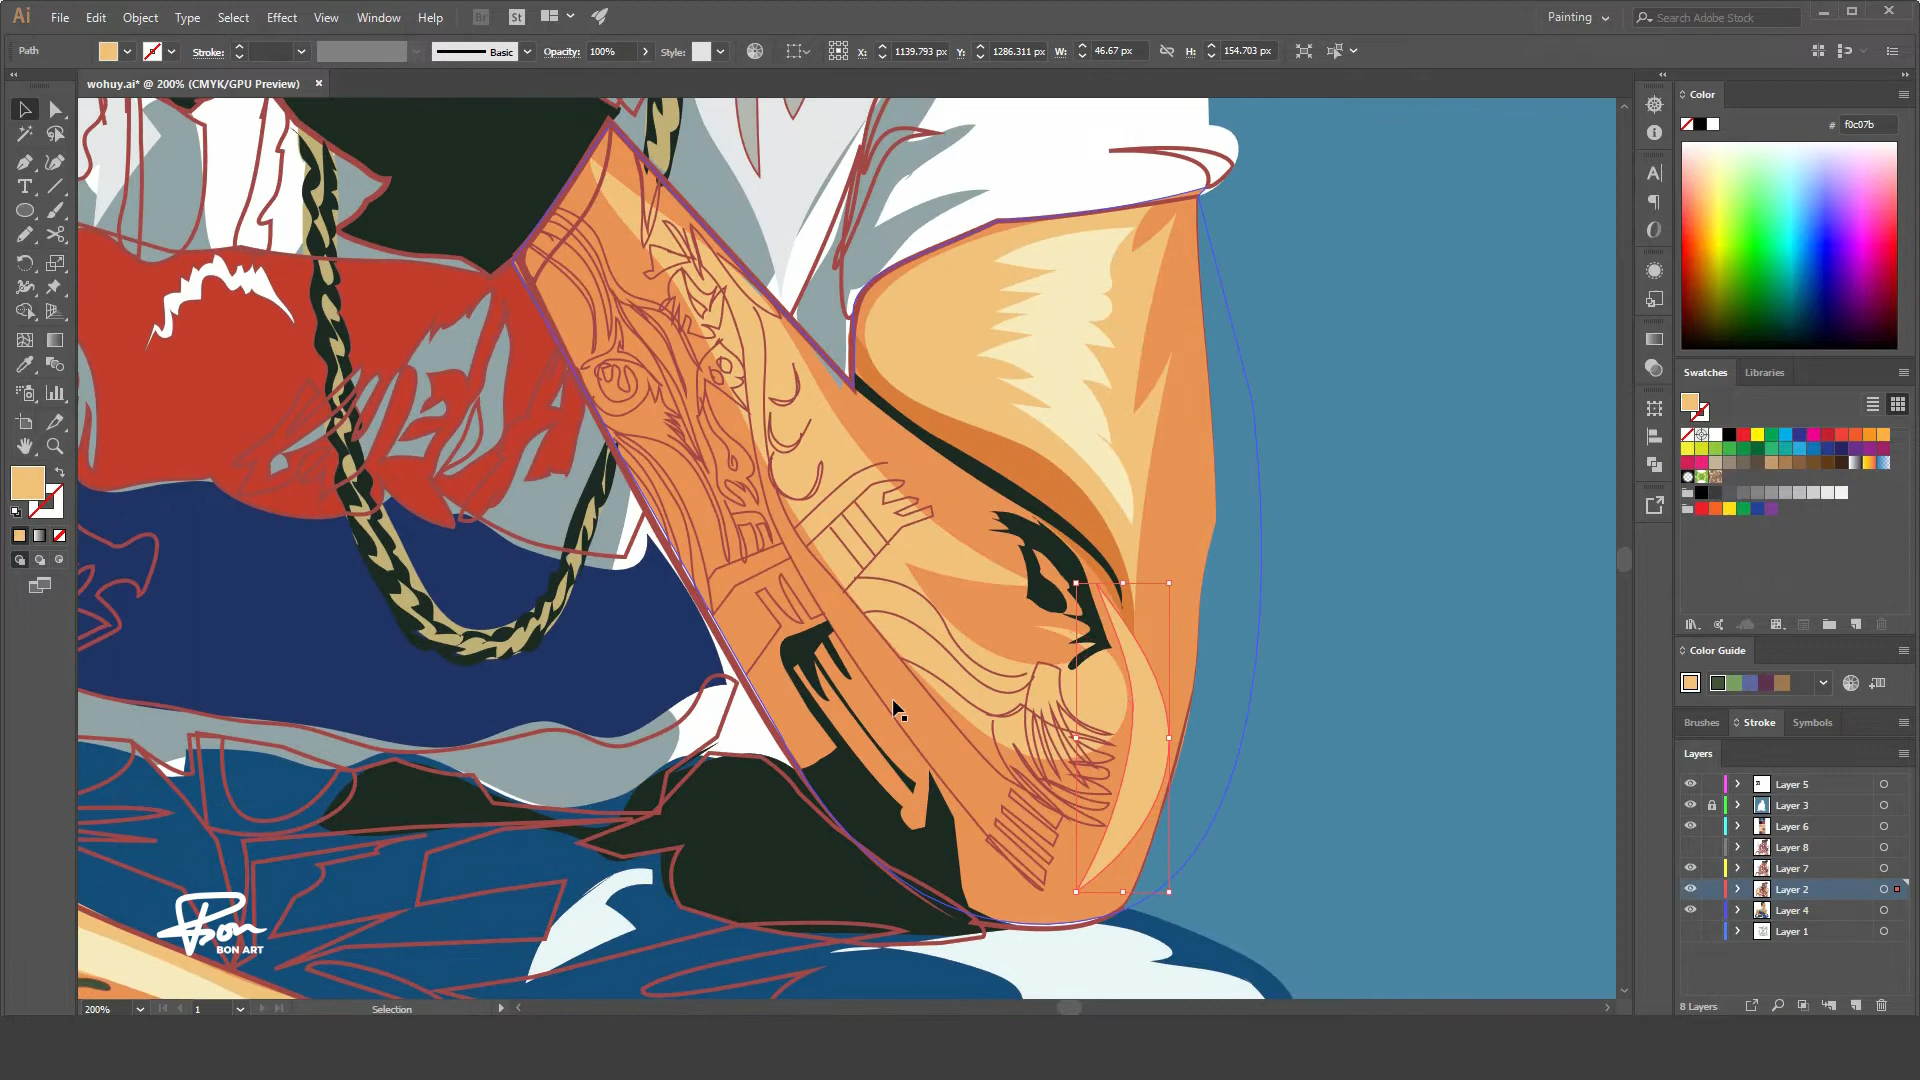 Ai File Edit Object Type Select Effect View Window Help Br St Painting Search Adobe Stock
Path Stroke: Basic Opacity: 100% Style: X: 1139.793 px Y: 1286.311 px W: 46.67 px H: 154.703 px
wohuy.ai* @ 200% (CMYK/GPU Preview)
Color
# f0c07b
Swatches Libraries
Color Guide
Brushes Stroke Symbols
Layers
Layer 5
Layer 3
Layer 6
Layer 8
Layer 7
Layer 2
Layer 4
Layer 1
Bon
BON ART
8 Layers
200% 1 Selection